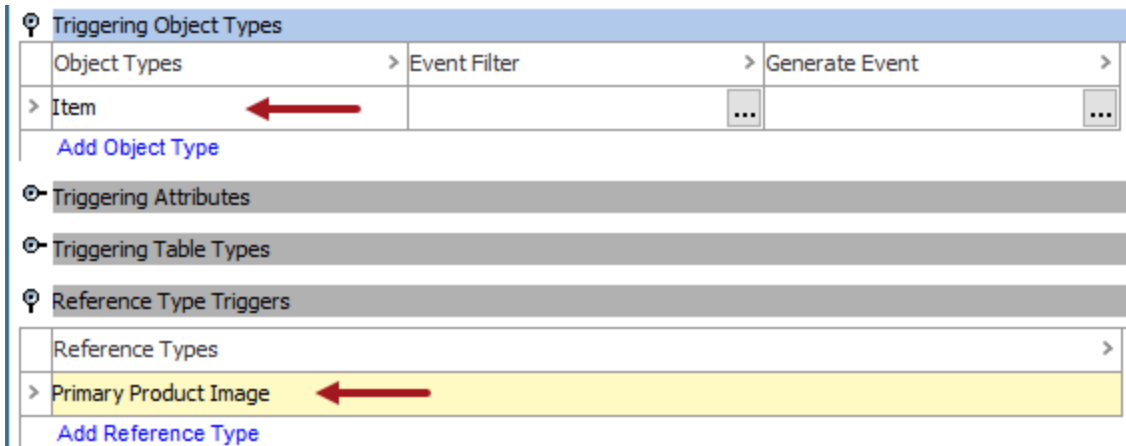 Triggering Object Types
Object Types > Event Filter > Generate Event >
> Item ... ...
Add Object Type
Triggering Attributes
Triggering Table Types
Reference Type Triggers
Reference Types >
> Primary Product Image
Add Reference Type